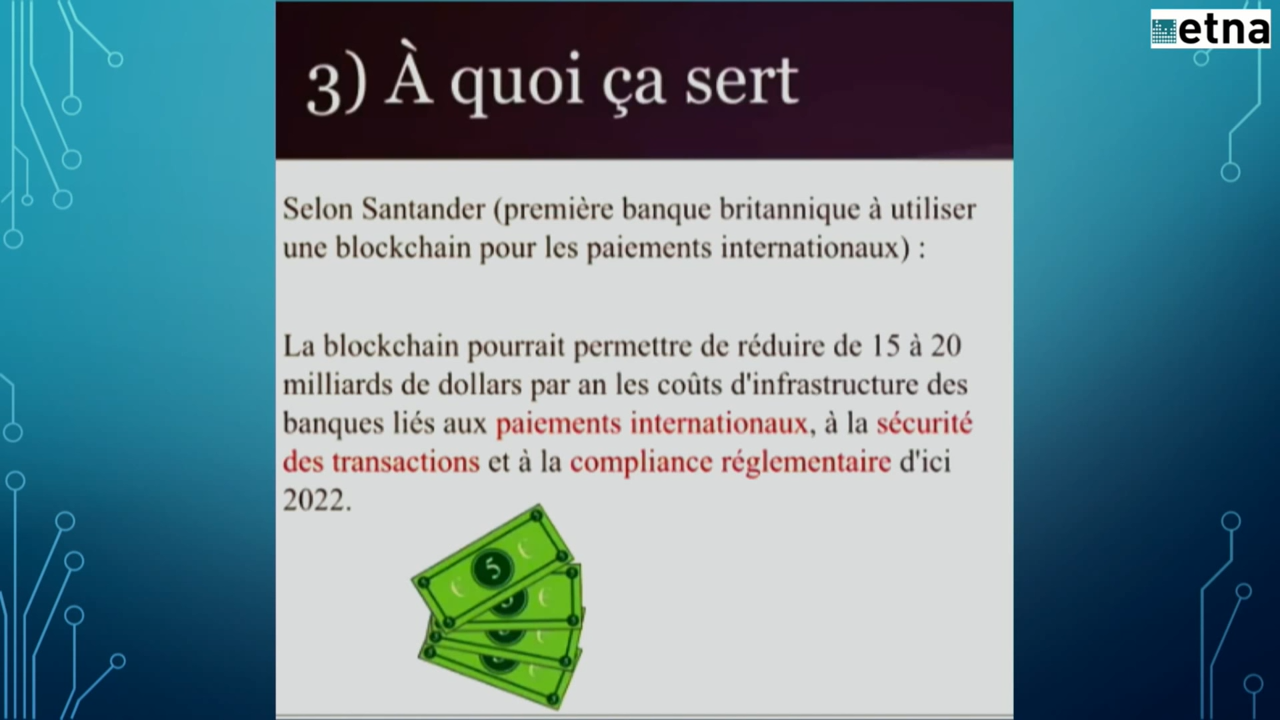 etna
3) À quoi ça sert
Selon Santander (première banque britannique à utiliser
une blockchain pour les paiements internationaux) :
La blockchain pourrait permettre de réduire de 15 à 20
milliards de dollars par an les coûts d'infrastructure des
banques liés aux paiements internationaux, à la sécurité
des transactions et à la compliance réglementaire d'ici
2022.
5